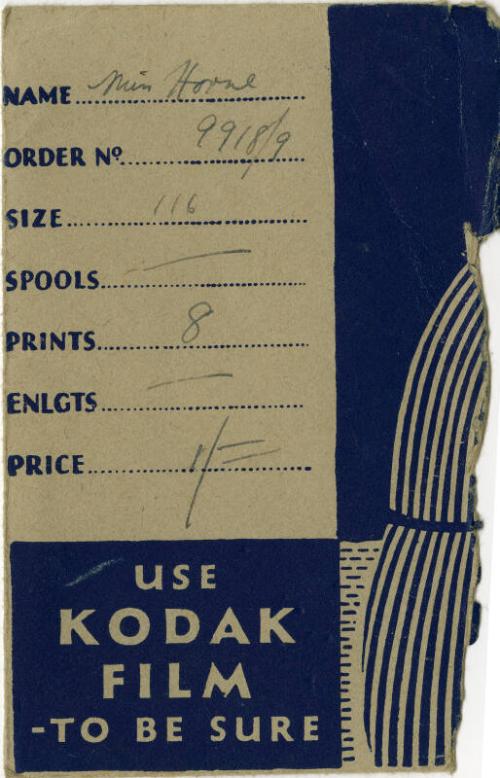 NAME Miss Horne
ORDER Nº 9918/9
SIZE 116
SPOOLS —
PRINTS 8
ENLGTS —
PRICE 1/=
USE
KODAK
FILM
-TO BE SURE